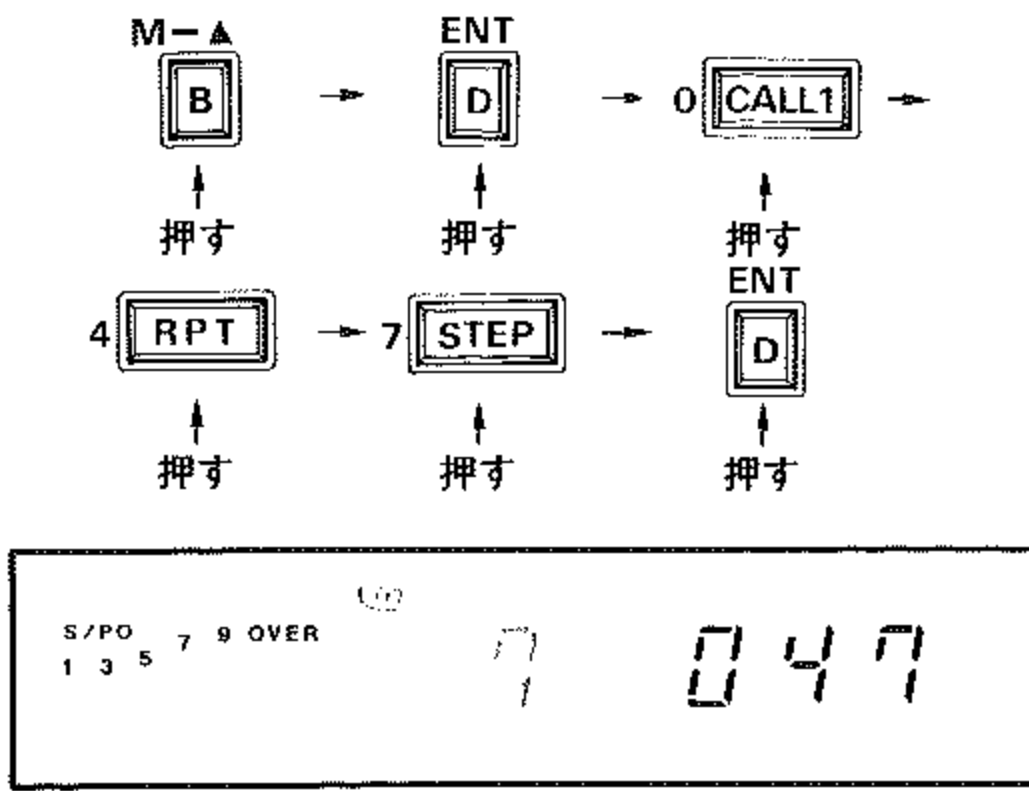 M-▲ ENT
B → D → 0 CALL1 →
押す 押す 押す
ENT
4 RPT → 7 STEP → D
押す 押す 押す
S/PO 7 9 OVER
1 3 5
7 047